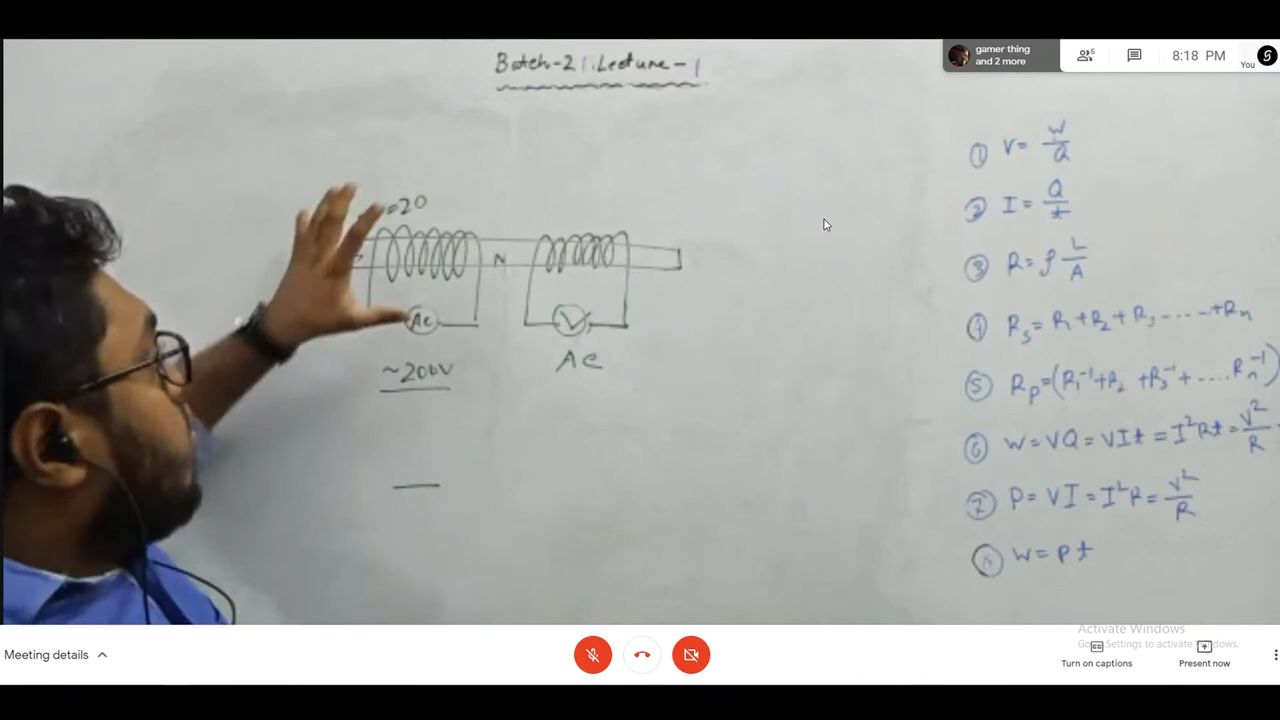 Batch-2 | Lecture-1
gamer thing
and 2 more
5
8:18 PM
You
=20
N
Ac
V
~200V
AC
① V = W/Q
② I = Q/t
③ R = ρ L/A
④ Rs = R1 + R2 + R3 ..... + Rn
⑤ Rp = (R1⁻¹ + R2 + R3⁻¹ + .... Rn⁻¹)
⑥ W = VQ = VIt = I²Rt = V²/R
⑦ P = VI = I²R = V²/R
⑧ W = Pt
Activate Windows
Go to Settings to activate Windows.
Meeting details
Turn on captions
Present now